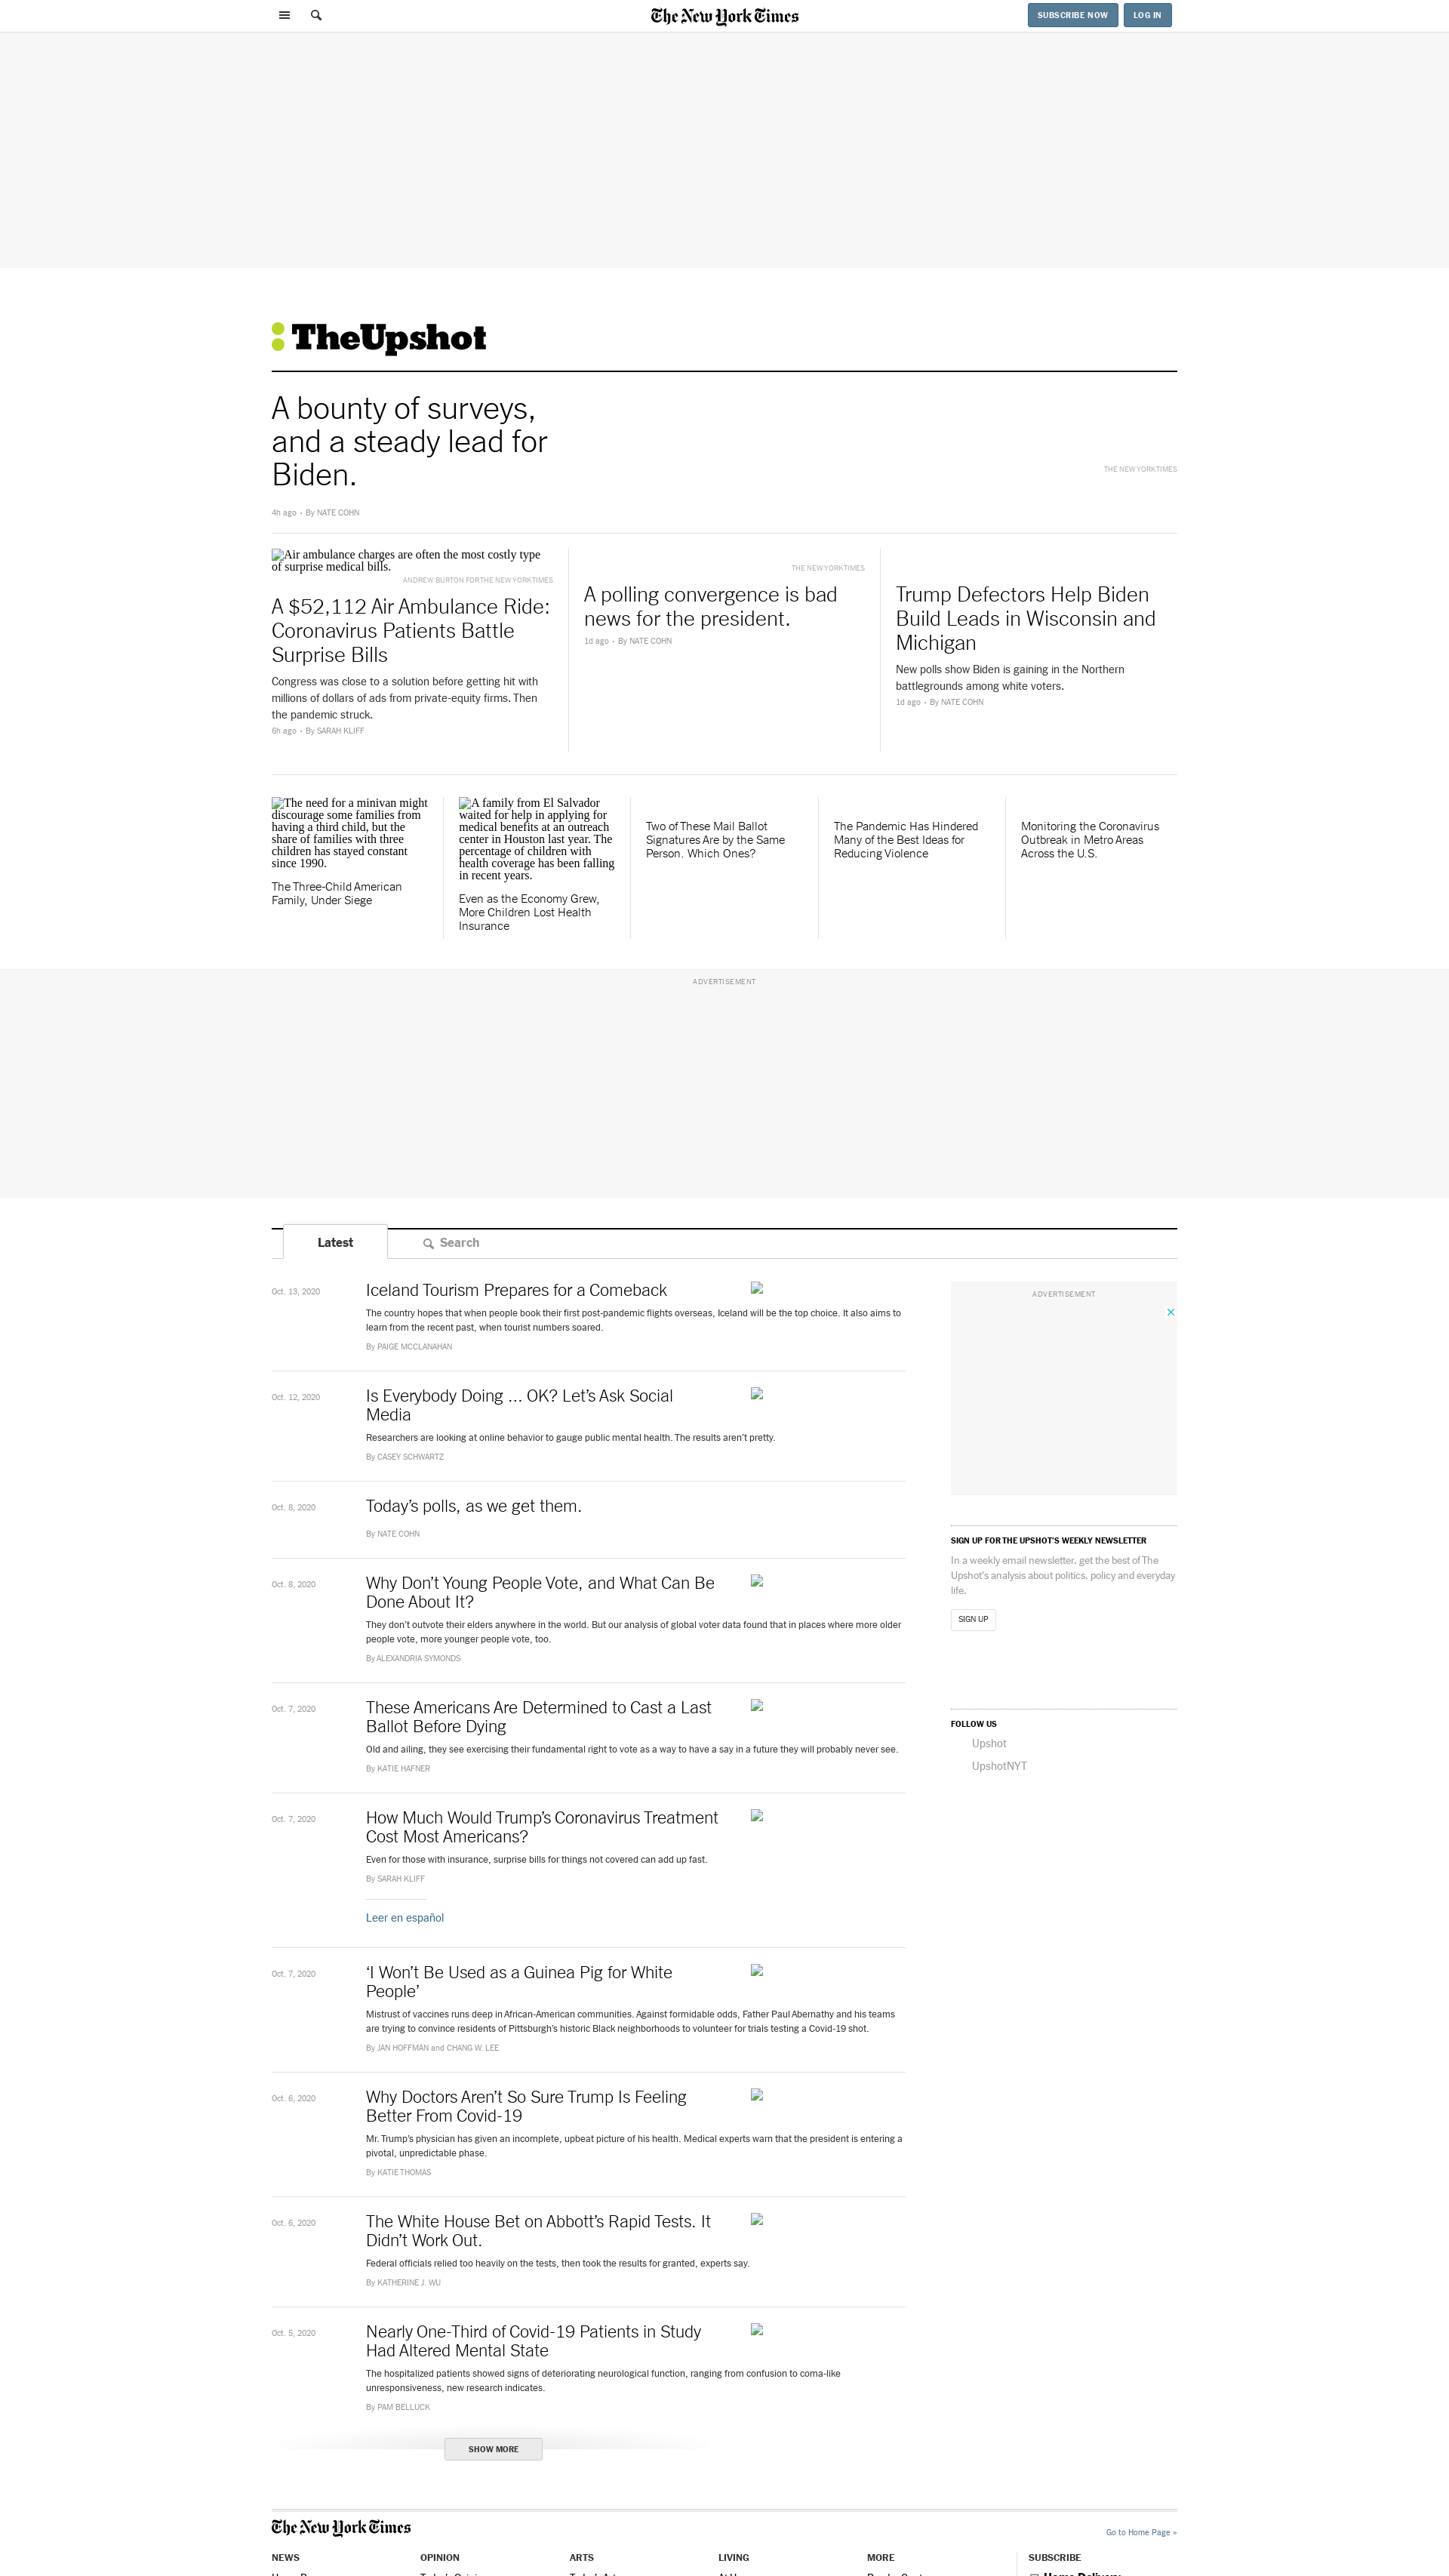 The New York Times
SUBSCRIBE NOW
LOG IN
TheUpshot
A bounty of surveys,
and a steady lead for
Biden.
THE NEW YORK TIMES
4h ago • By NATE COHN
Air ambulance charges are often the most costly type
of surprise medical bills.
ANDREW BURTON FOR THE NEW YORK TIMES
A $52,112 Air Ambulance Ride:
Coronavirus Patients Battle
Surprise Bills
Congress was close to a solution before getting hit with
millions of dollars of ads from private-equity firms. Then
the pandemic struck.
6h ago • By SARAH KLIFF
THE NEW YORK TIMES
A polling convergence is bad
news for the president.
1d ago • By NATE COHN
Trump Defectors Help Biden
Build Leads in Wisconsin and
Michigan
New polls show Biden is gaining in the Northern
battlegrounds among white voters.
1d ago • By NATE COHN
The need for a minivan might
discourage some families from
having a third child, but the
share of families with three
children has stayed constant
since 1990.
The Three-Child American
Family, Under Siege
A family from El Salvador
waited for help in applying for
medical benefits at an outreach
center in Houston last year. The
percentage of children with
health coverage has been falling
in recent years.
Even as the Economy Grew,
More Children Lost Health
Insurance
Two of These Mail Ballot
Signatures Are by the Same
Person. Which Ones?
The Pandemic Has Hindered
Many of the Best Ideas for
Reducing Violence
Monitoring the Coronavirus
Outbreak in Metro Areas
Across the U.S.
ADVERTISEMENT
Latest
Search
Oct. 13, 2020
Iceland Tourism Prepares for a Comeback
The country hopes that when people book their first post-pandemic flights overseas, Iceland will be the top choice. It also aims to
learn from the recent past, when tourist numbers soared.
By PAIGE MCCLANAHAN
Oct. 12, 2020
Is Everybody Doing ... OK? Let’s Ask Social
Media
Researchers are looking at online behavior to gauge public mental health. The results aren’t pretty.
By CASEY SCHWARTZ
Oct. 8, 2020
Today’s polls, as we get them.
By NATE COHN
Oct. 8, 2020
Why Don’t Young People Vote, and What Can Be
Done About It?
They don’t outvote their elders anywhere in the world. But our analysis of global voter data found that in places where more older
people vote, more younger people vote, too.
By ALEXANDRIA SYMONDS
Oct. 7, 2020
These Americans Are Determined to Cast a Last
Ballot Before Dying
Old and ailing, they see exercising their fundamental right to vote as a way to have a say in a future they will probably never see.
By KATIE HAFNER
Oct. 7, 2020
How Much Would Trump’s Coronavirus Treatment
Cost Most Americans?
Even for those with insurance, surprise bills for things not covered can add up fast.
By SARAH KLIFF
Leer en español
Oct. 7, 2020
‘I Won’t Be Used as a Guinea Pig for White
People’
Mistrust of vaccines runs deep in African-American communities. Against formidable odds, Father Paul Abernathy and his teams
are trying to convince residents of Pittsburgh’s historic Black neighborhoods to volunteer for trials testing a Covid-19 shot.
By JAN HOFFMAN and CHANG W. LEE
Oct. 6, 2020
Why Doctors Aren’t So Sure Trump Is Feeling
Better From Covid-19
Mr. Trump’s physician has given an incomplete, upbeat picture of his health. Medical experts warn that the president is entering a
pivotal, unpredictable phase.
By KATIE THOMAS
Oct. 6, 2020
The White House Bet on Abbott’s Rapid Tests. It
Didn’t Work Out.
Federal officials relied too heavily on the tests, then took the results for granted, experts say.
By KATHERINE J. WU
Oct. 5, 2020
Nearly One-Third of Covid-19 Patients in Study
Had Altered Mental State
The hospitalized patients showed signs of deteriorating neurological function, ranging from confusion to coma-like
unresponsiveness, new research indicates.
By PAM BELLUCK
SHOW MORE
ADVERTISEMENT
SIGN UP FOR THE UPSHOT’S WEEKLY NEWSLETTER
In a weekly email newsletter, get the best of The
Upshot’s analysis about politics, policy and everyday
life.
SIGN UP
FOLLOW US
Upshot
UpshotNYT
The New York Times
Go to Home Page »
NEWS
OPINION
ARTS
LIVING
MORE
SUBSCRIBE